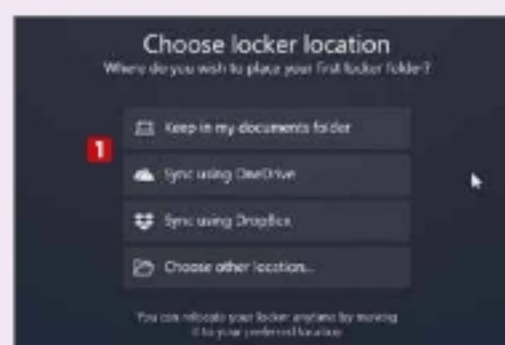 Choose locker location
Where do you wish to place your first locker folder?
1
Keep in my documents folder
Sync using OneDrive
Sync using DropBox
Choose other location...
You can relocate your locker anytime by moving
it to your preferred location